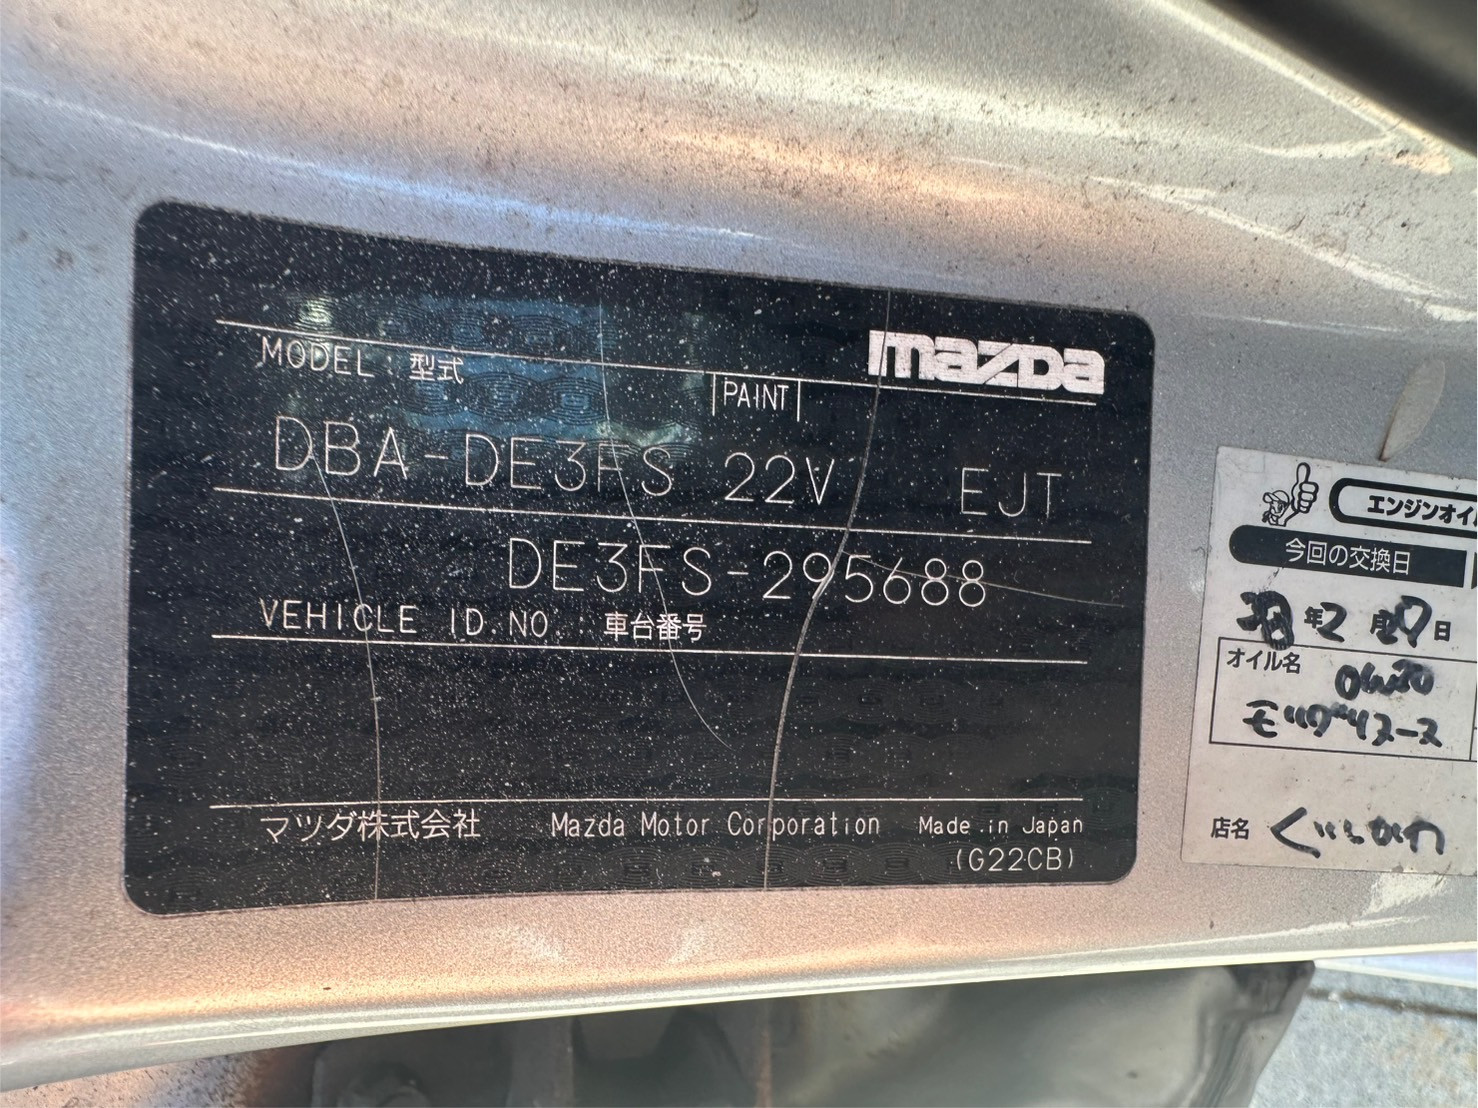 mazDa
MODEL 型式
PAINT
DBA-DE3FS 22V EJT
DE3FS-295688
VEHICLE ID.NO. 車台番号
マツダ株式会社 Mazda Motor Corporation Made in Japan
(G22CB)
エンジンオイ
今回の交換日
年2月27日
オイル名
0W20
店名